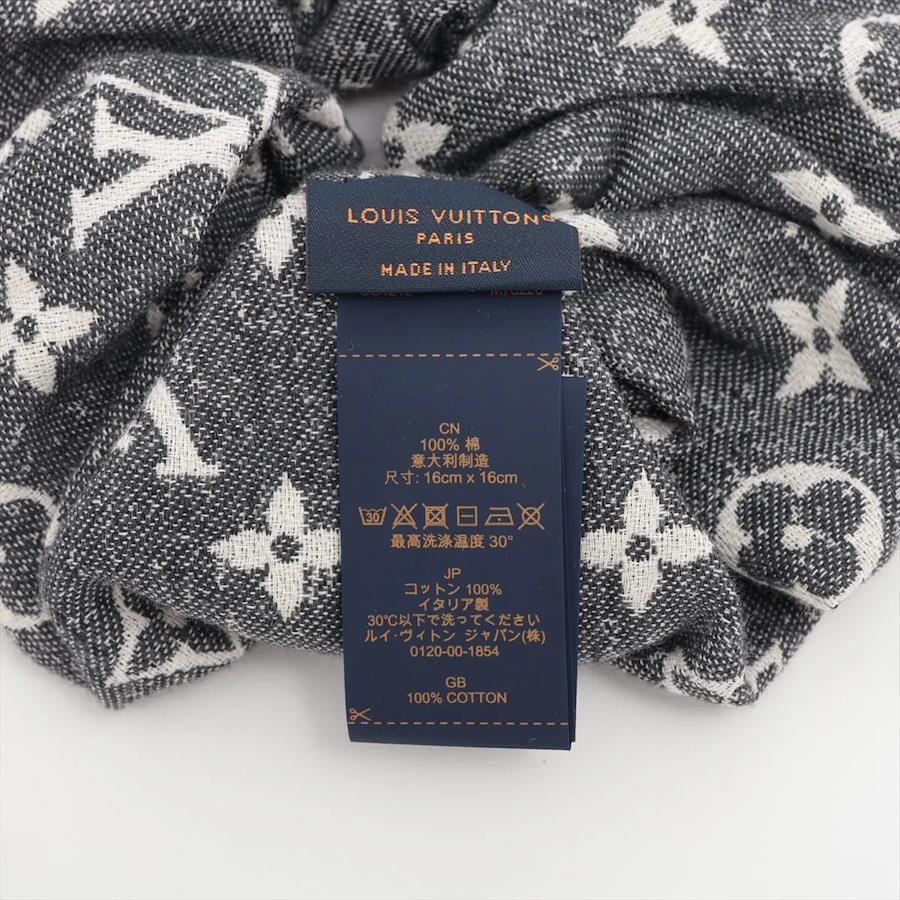 LOUIS VUITTON
PARIS
MADE IN ITALY
CN
100% 棉
意大利制造
尺寸: 16cm x 16cm
30
最高洗涤温度 30°
JP
コットン 100%
イタリア製
30℃以下で洗ってください
ルイ·ヴィトン ジャパン(株)
0120-00-1854
GB
100% COTTON